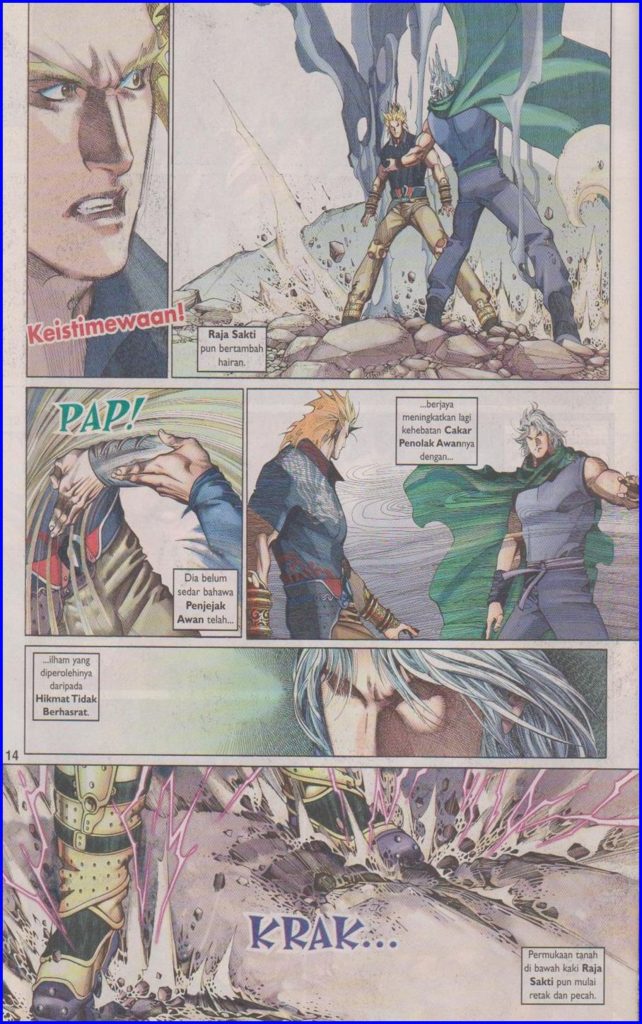 Keistimewaan!
Raja Sakti
pun bertambah
hairan.
PAP!
Dia belum
sedar bahawa
Penjejak
Awan telah...
...berjaya
meningkatkan lagi
kehebatan Cakar
Penolak Awannya
dengan...
...ilham yang
diperolehinya
daripada
Hikmat Tidak
Berhasrat.
14
KRAK...
Permukaan tanah
di bawah kaki Raja
Sakti pun mulai
retak dan pecah.